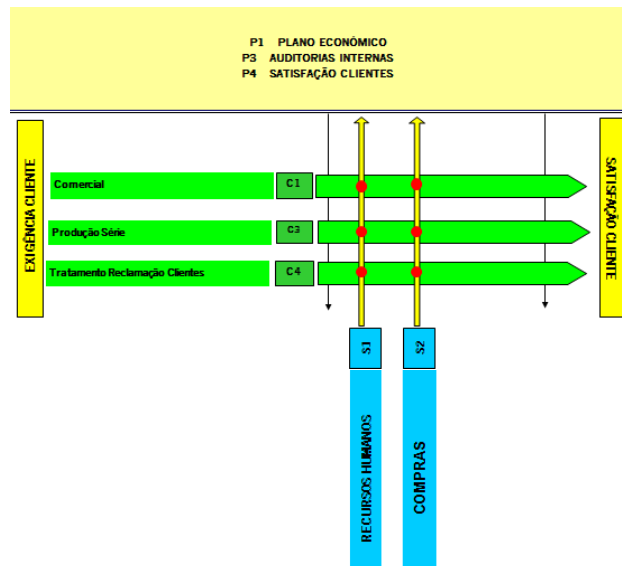 P1 PLANO ECONÓMICO
P3 AUDITORIAS INTERNAS
P4 SATISFAÇÃO CLIENTES
EXIGÊNCIA CLIENTE
Comercial
C1
Produção Série
C3
Tratamento Reclamação Clientes
C4
SATISFAÇÃO CLIENTE
S1
S2
RECURSOS HUMANOS
COMPRAS